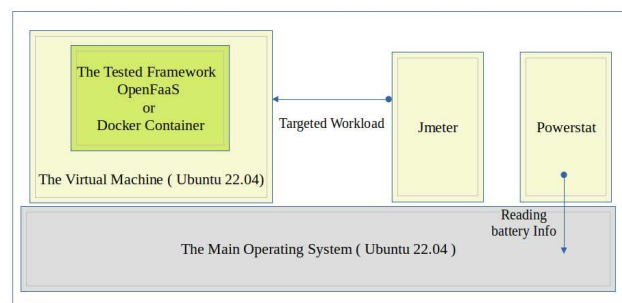 The Tested Framework
OpenFaaS
or
Docker Container
The Virtual Machine ( Ubuntu 22.04)
Targeted Workload
Jmeter
Powerstat
Reading
battery Info
The Main Operating System ( Ubuntu 22.04 )